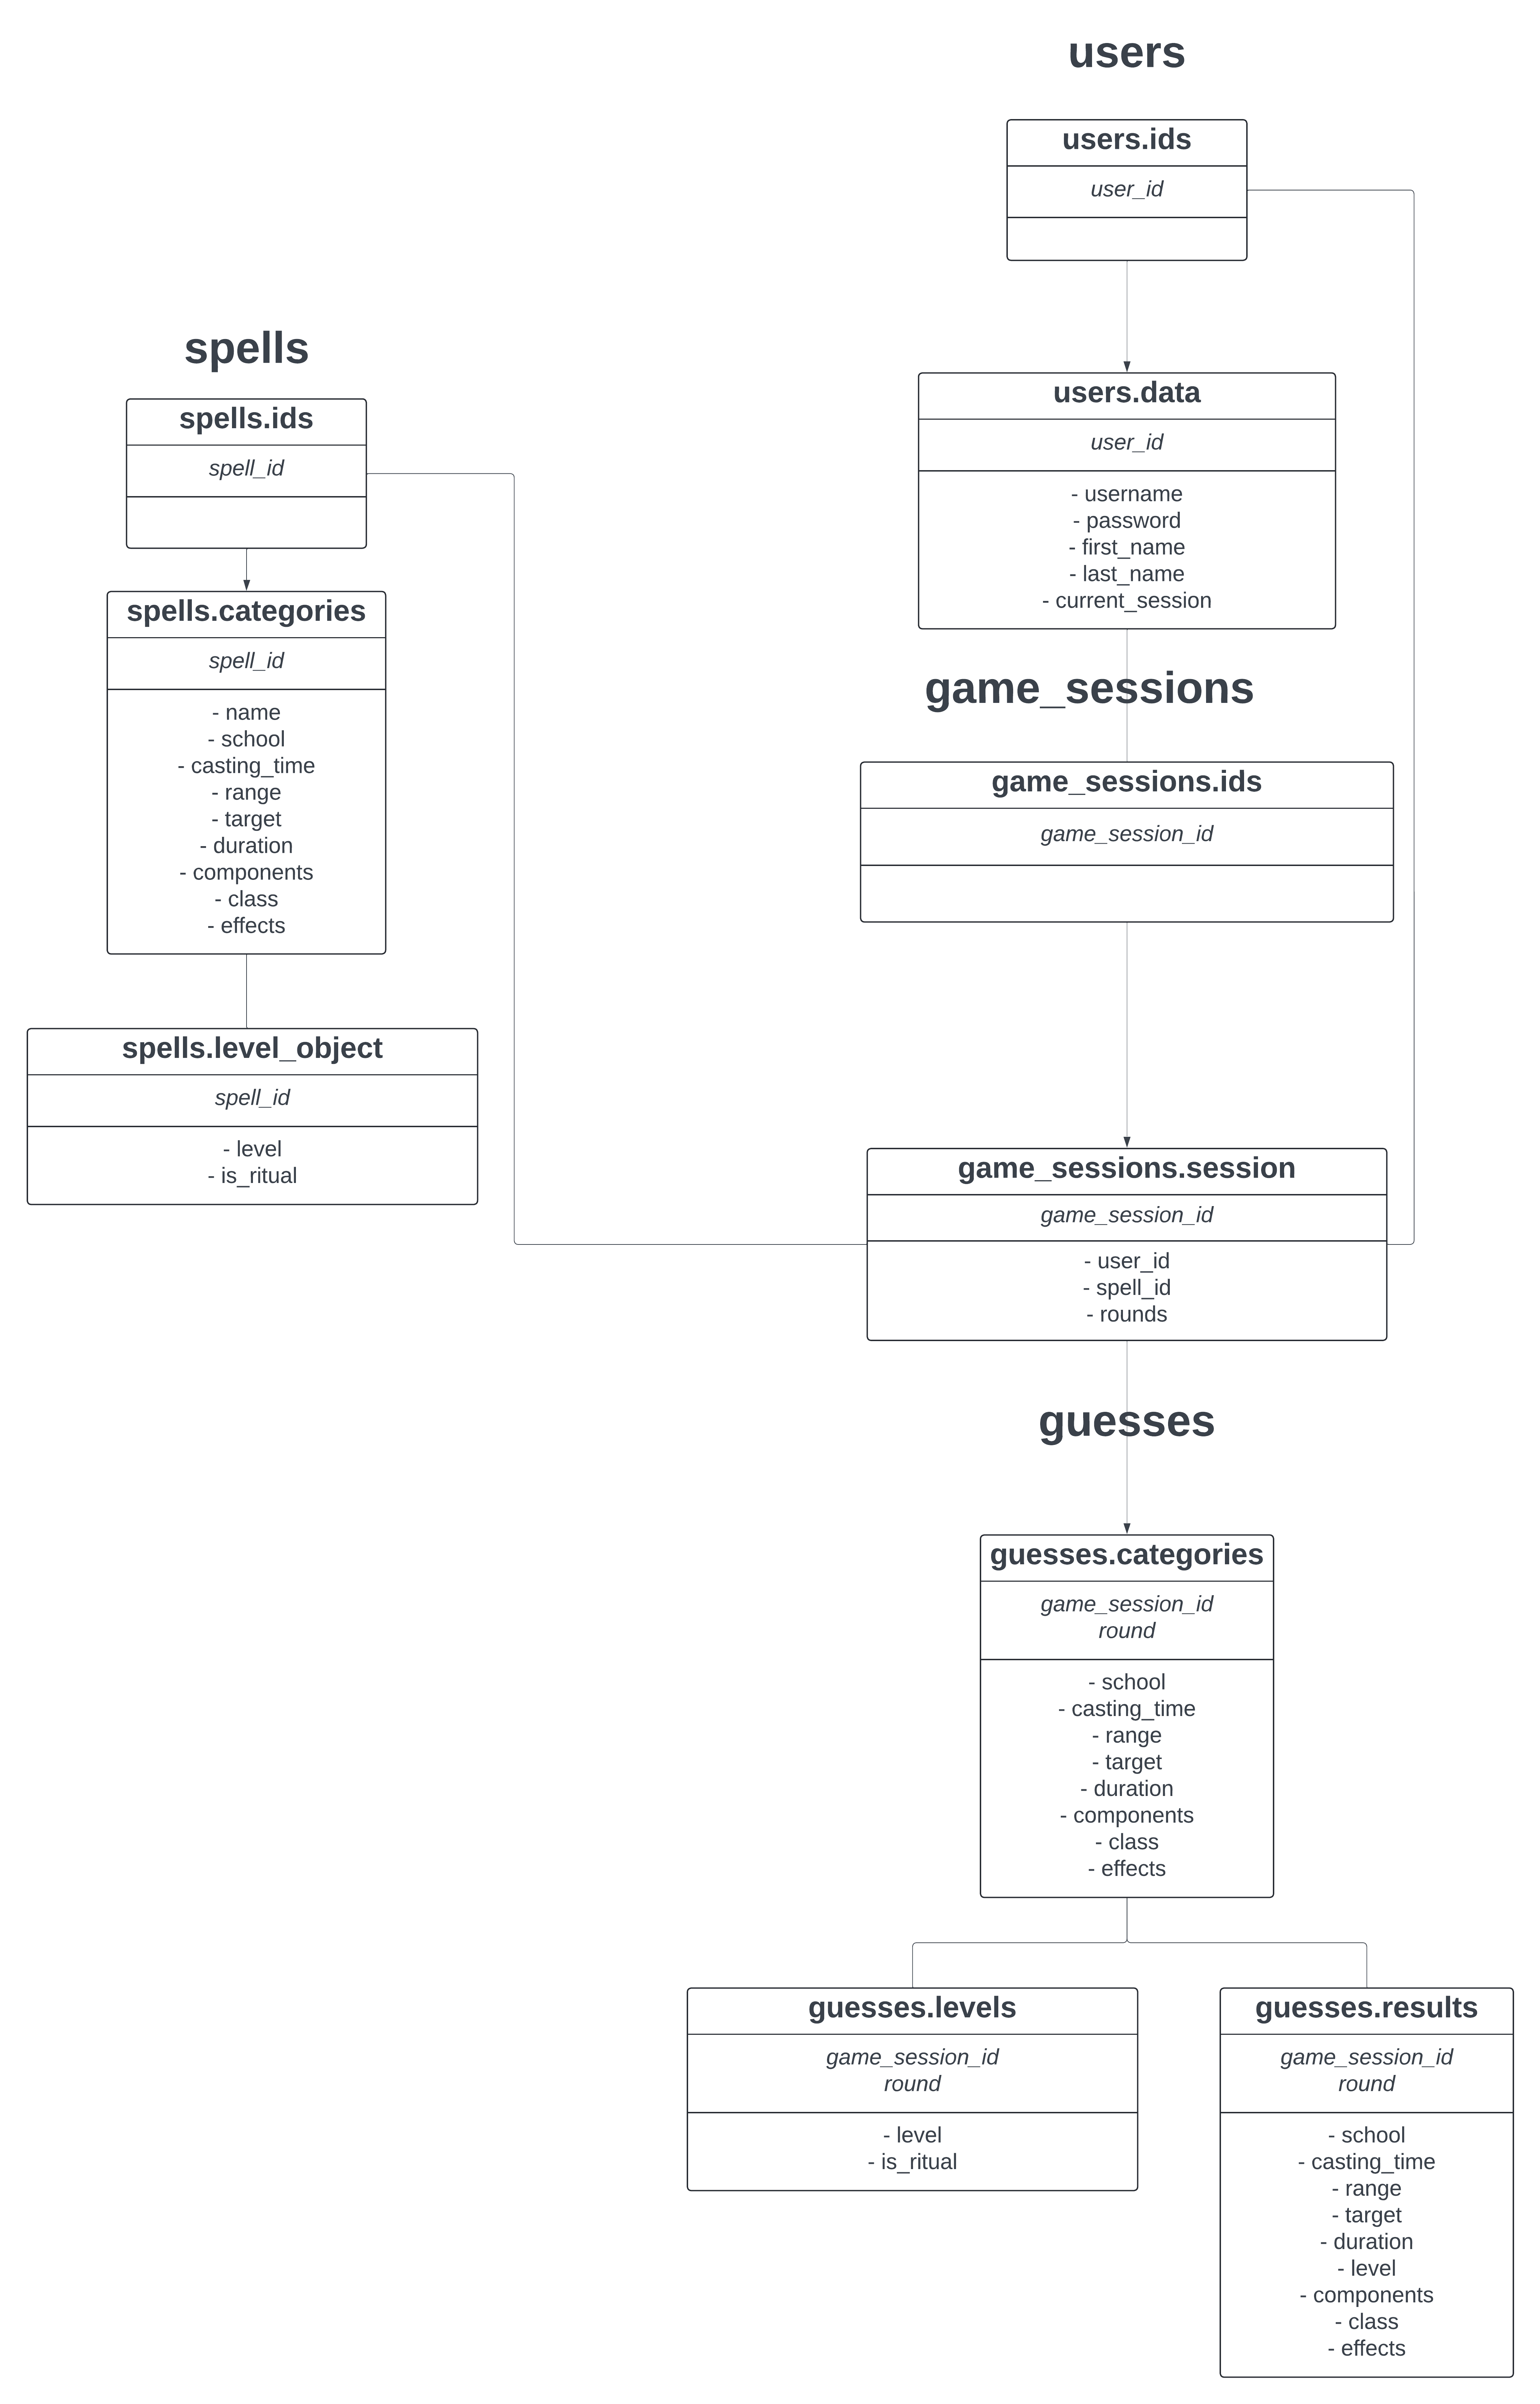 users
users.ids
user_id
users.data
user_id
- username
- password
- first_name
- last_name
- current_session
spells
spells.ids
spell_id
spells.categories
spell_id
- name
- school
- casting_time
- range
- target
- duration
- components
- class
- effects
spells.level_object
spell_id
- level
- is_ritual
game_sessions
game_sessions.ids
game_session_id
game_sessions.session
game_session_id
- user_id
- spell_id
- rounds
guesses
guesses.categories
game_session_id
round
- school
- casting_time
- range
- target
- duration
- components
- class
- effects
guesses.levels
game_session_id
round
- level
- is_ritual
guesses.results
game_session_id
round
- school
- casting_time
- range
- target
- duration
- level
- components
- class
- effects